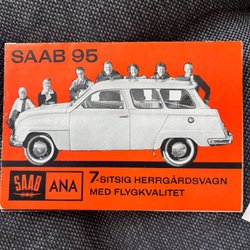 SAAB 95
SAAB ANA
7-SITSIG HERRGÅRDSVAGN
MED FLYGKVALITET